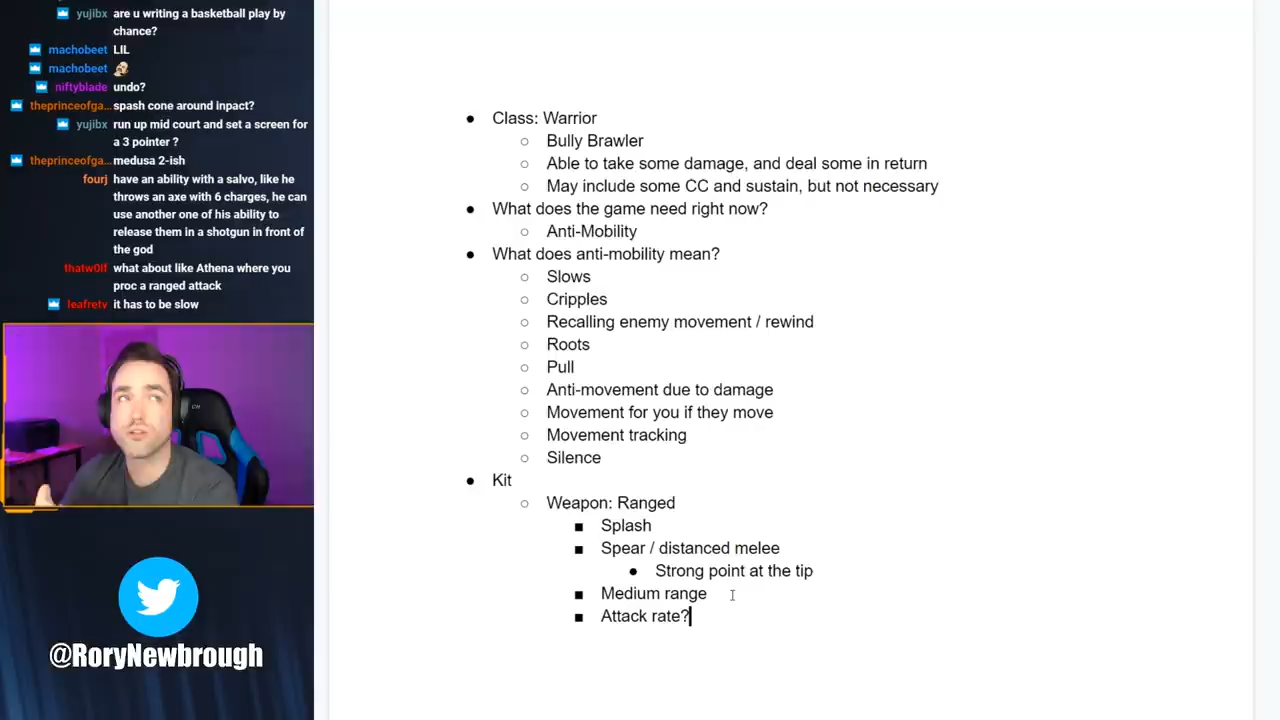 yujibx are u writing a basketball play by
chance?
machobeet LIL
machobeet
niftyblade undo?
theprinceofga... spash cone around inpact?
yujibx run up mid court and set a screen for
a 3 pointer ?
theprinceofga... medusa 2-ish
fourj have an ability with a salvo, like he
throws an axe with 6 charges, he can
use another one of his ability to
release them in a shotgun in front of
the god
thatw0lf what about like Athena where you
proc a ranged attack
leafretv it has to be slow
@RoryNewbrough
● Class: Warrior
○ Bully Brawler
○ Able to take some damage, and deal some in return
○ May include some CC and sustain, but not necessary
● What does the game need right now?
○ Anti-Mobility
● What does anti-mobility mean?
○ Slows
○ Cripples
○ Recalling enemy movement / rewind
○ Roots
○ Pull
○ Anti-movement due to damage
○ Movement for you if they move
○ Movement tracking
○ Silence
● Kit
○ Weapon: Ranged
■ Splash
■ Spear / distanced melee
● Strong point at the tip
■ Medium range
■ Attack rate?